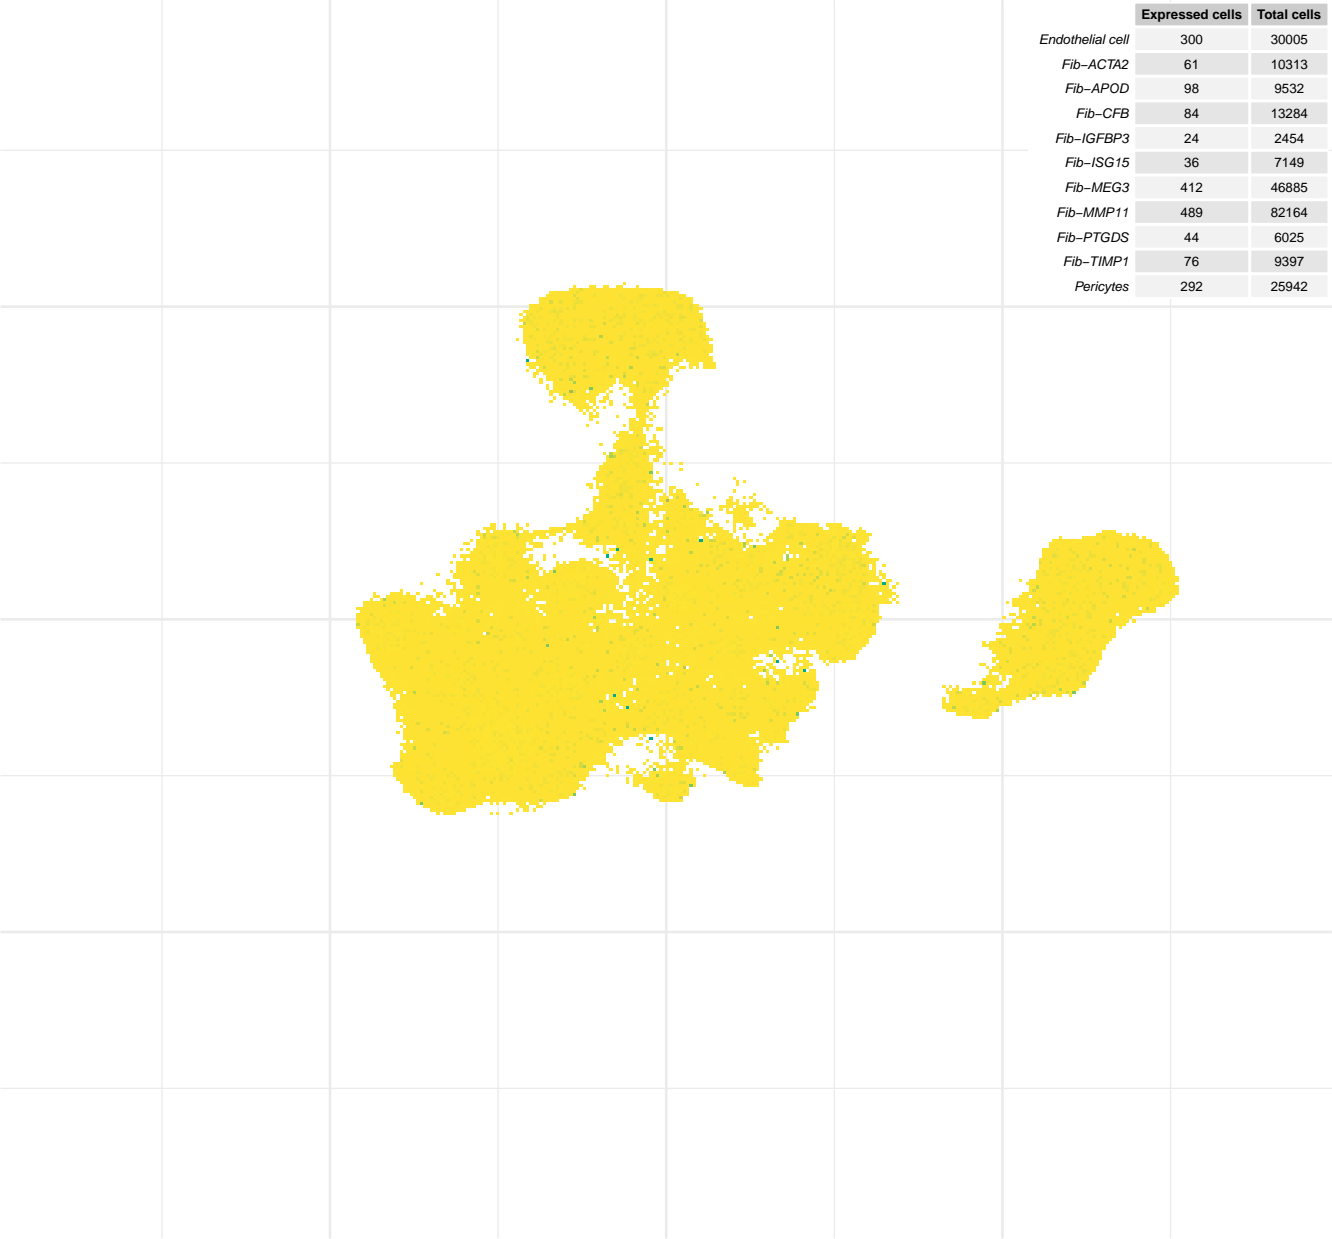 Expressed cells Total cells
Endothelial cell 300 30005
Fib−ACTA2 61 10313
Fib−APOD 98 9532
Fib−CFB 84 13284
Fib−IGFBP3 24 2454
Fib−ISG15 36 7149
Fib−MEG3 412 46885
Fib−MMP11 489 82164
Fib−PTGDS 44 6025
Fib−TIMP1 76 9397
Pericytes 292 25942